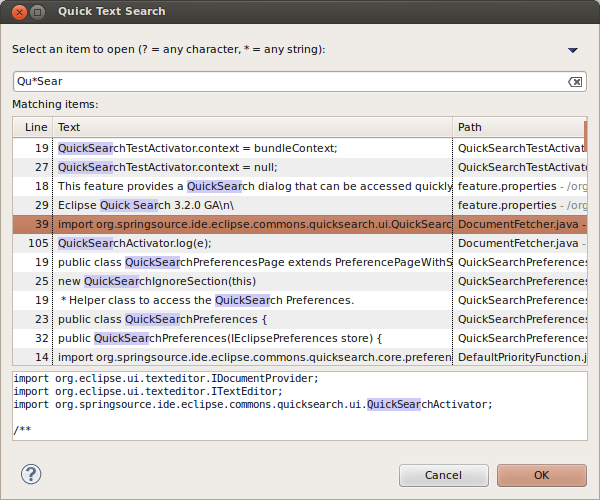 Quick Text Search
Select an item to open (? = any character, * = any string):
Qu*Sear
Matching items:
Line Text Path
19 QuickSearchTestActivator.context = bundleContext; QuickSearchTestActivat
27 QuickSearchTestActivator.context = null; QuickSearchTestActivat
18 This feature provides a QuickSearch dialog that can be accessed quickly feature.properties - /org
29 Eclipse Quick Search 3.2.0 GA\n\ feature.properties - /org
39 import org.springsource.ide.eclipse.commons.quicksearch.ui.QuickSearc DocumentFetcher.java -
105 QuickSearchActivator.log(e); DocumentFetcher.java -
19 public class QuickSearchPreferencesPage extends PreferencePageWithS QuickSearchPreferences
25 new QuickSearchIgnoreSection(this) QuickSearchPreferences
19 * Helper class to access the QuickSearch Preferences. QuickSearchPreferences
23 public class QuickSearchPreferences { QuickSearchPreferences
32 public QuickSearchPreferences(IEclipsePreferences store) { QuickSearchPreferences
14 import org.springsource.ide.eclipse.commons.quicksearch.core.preferen DefaultPriorityFunction.j
import org.eclipse.ui.texteditor.IDocumentProvider;
import org.eclipse.ui.texteditor.ITextEditor;
import org.springsource.ide.eclipse.commons.quicksearch.ui.QuickSearchActivator;
/**
? Cancel OK